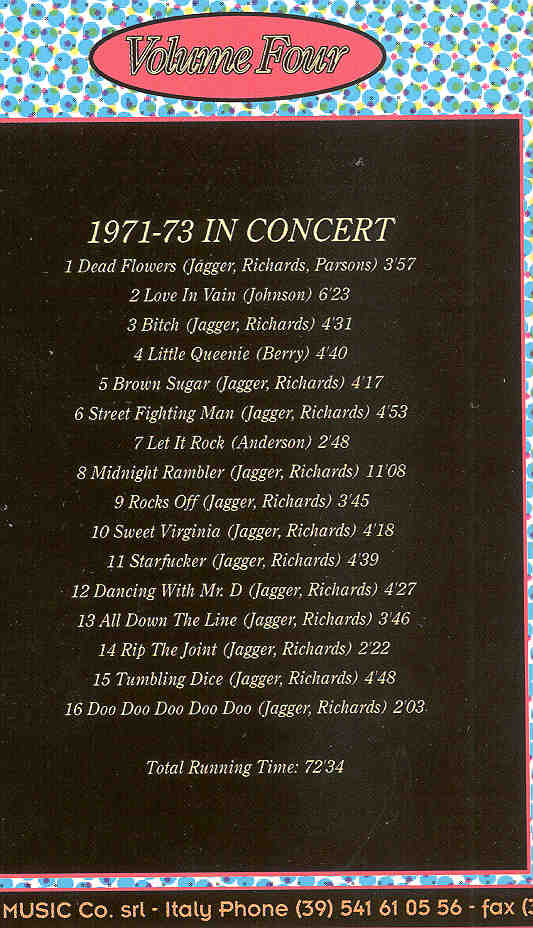 Volume Four
1971-73 IN CONCERT
1 Dead Flowers (Jagger, Richards, Parsons) 3'57
2 Love In Vain (Johnson) 6'23
3 Bitch (Jagger, Richards) 4'31
4 Little Queenie (Berry) 4'40
5 Brown Sugar (Jagger, Richards) 4'17
6 Street Fighting Man (Jagger, Richards) 4'53
7 Let It Rock (Anderson) 2'48
8 Midnight Rambler (Jagger, Richards) 11'08
9 Rocks Off (Jagger, Richards) 3'45
10 Sweet Virginia (Jagger, Richards) 4'18
11 Starfucker (Jagger, Richards) 4'39
12 Dancing With Mr. D (Jagger, Richards) 4'27
13 All Down The Line (Jagger, Richards) 3'46
14 Rip The Joint (Jagger, Richards) 2'22
15 Tumbling Dice (Jagger, Richards) 4'48
16 Doo Doo Doo Doo Doo (Jagger, Richards) 2'03
Total Running Time: 72'34
MUSIC Co. srl - Italy Phone (39) 541 61 05 56 - fax (3